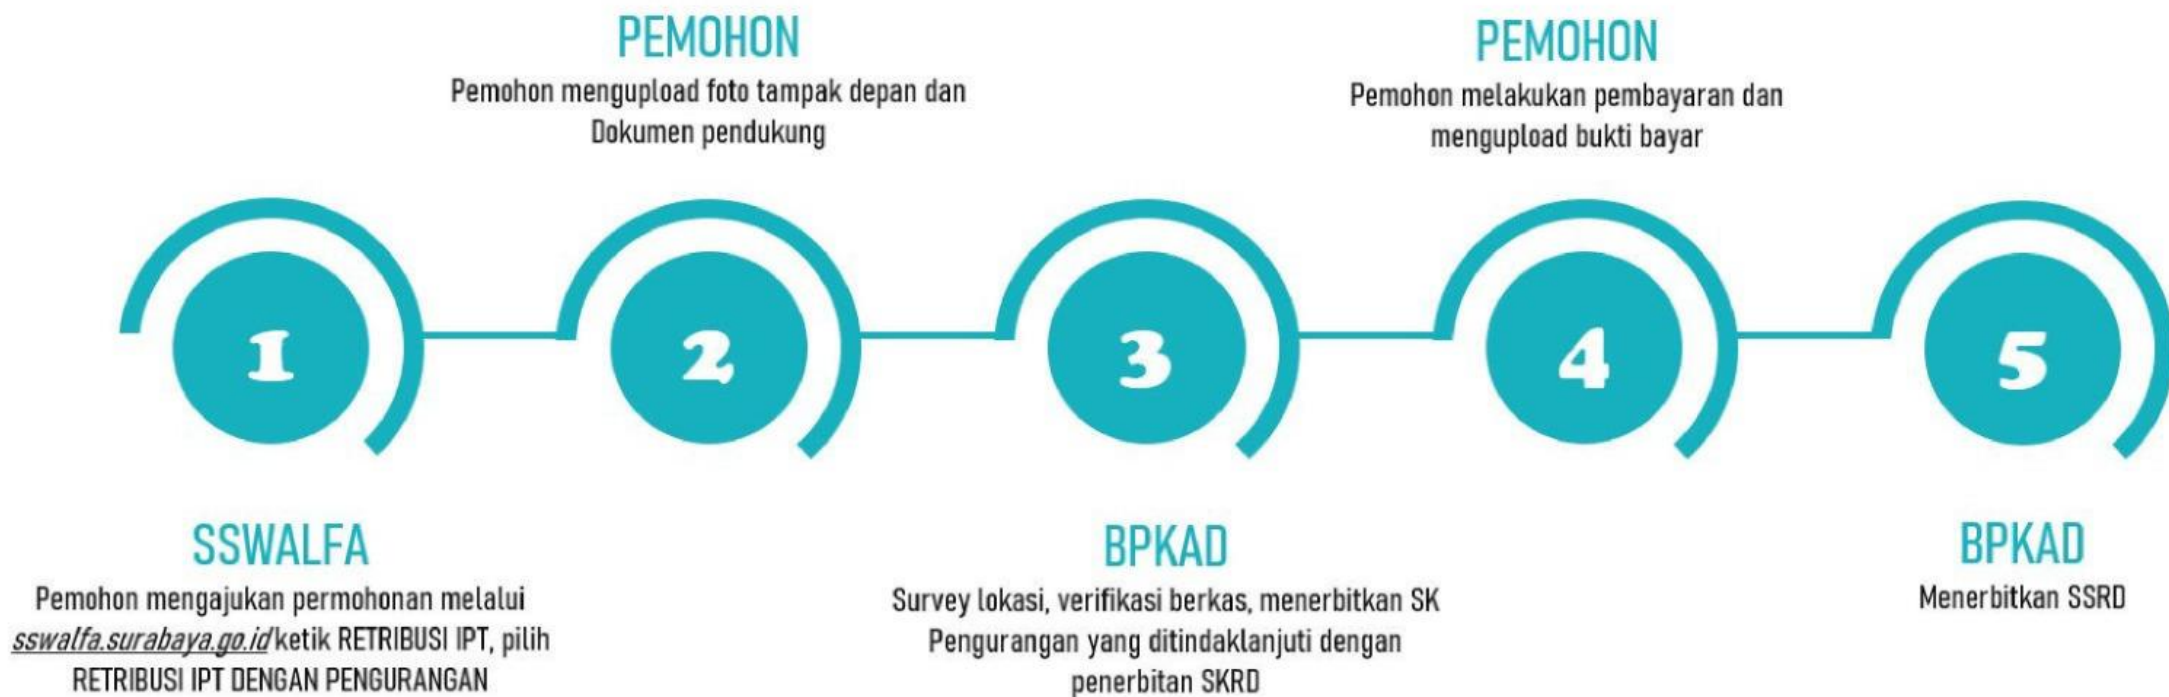 PEMOHON
Pemohon mengupload foto tampak depan dan
Dokumen pendukung
PEMOHON
Pemohon melakukan pembayaran dan
mengupload bukti bayar
1
2
3
4
5
SSWALFA
Pemohon mengajukan permohonan melalui
sswalfa.surabaya.go.id ketik RETRIBUSI IPT, pilih
RETRIBUSI IPT DENGAN PENGURANGAN
BPKAD
Survey lokasi, verifikasi berkas, menerbitkan SK
Pengurangan yang ditindaklanjuti dengan
penerbitan SKRD
BPKAD
Menerbitkan SSRD